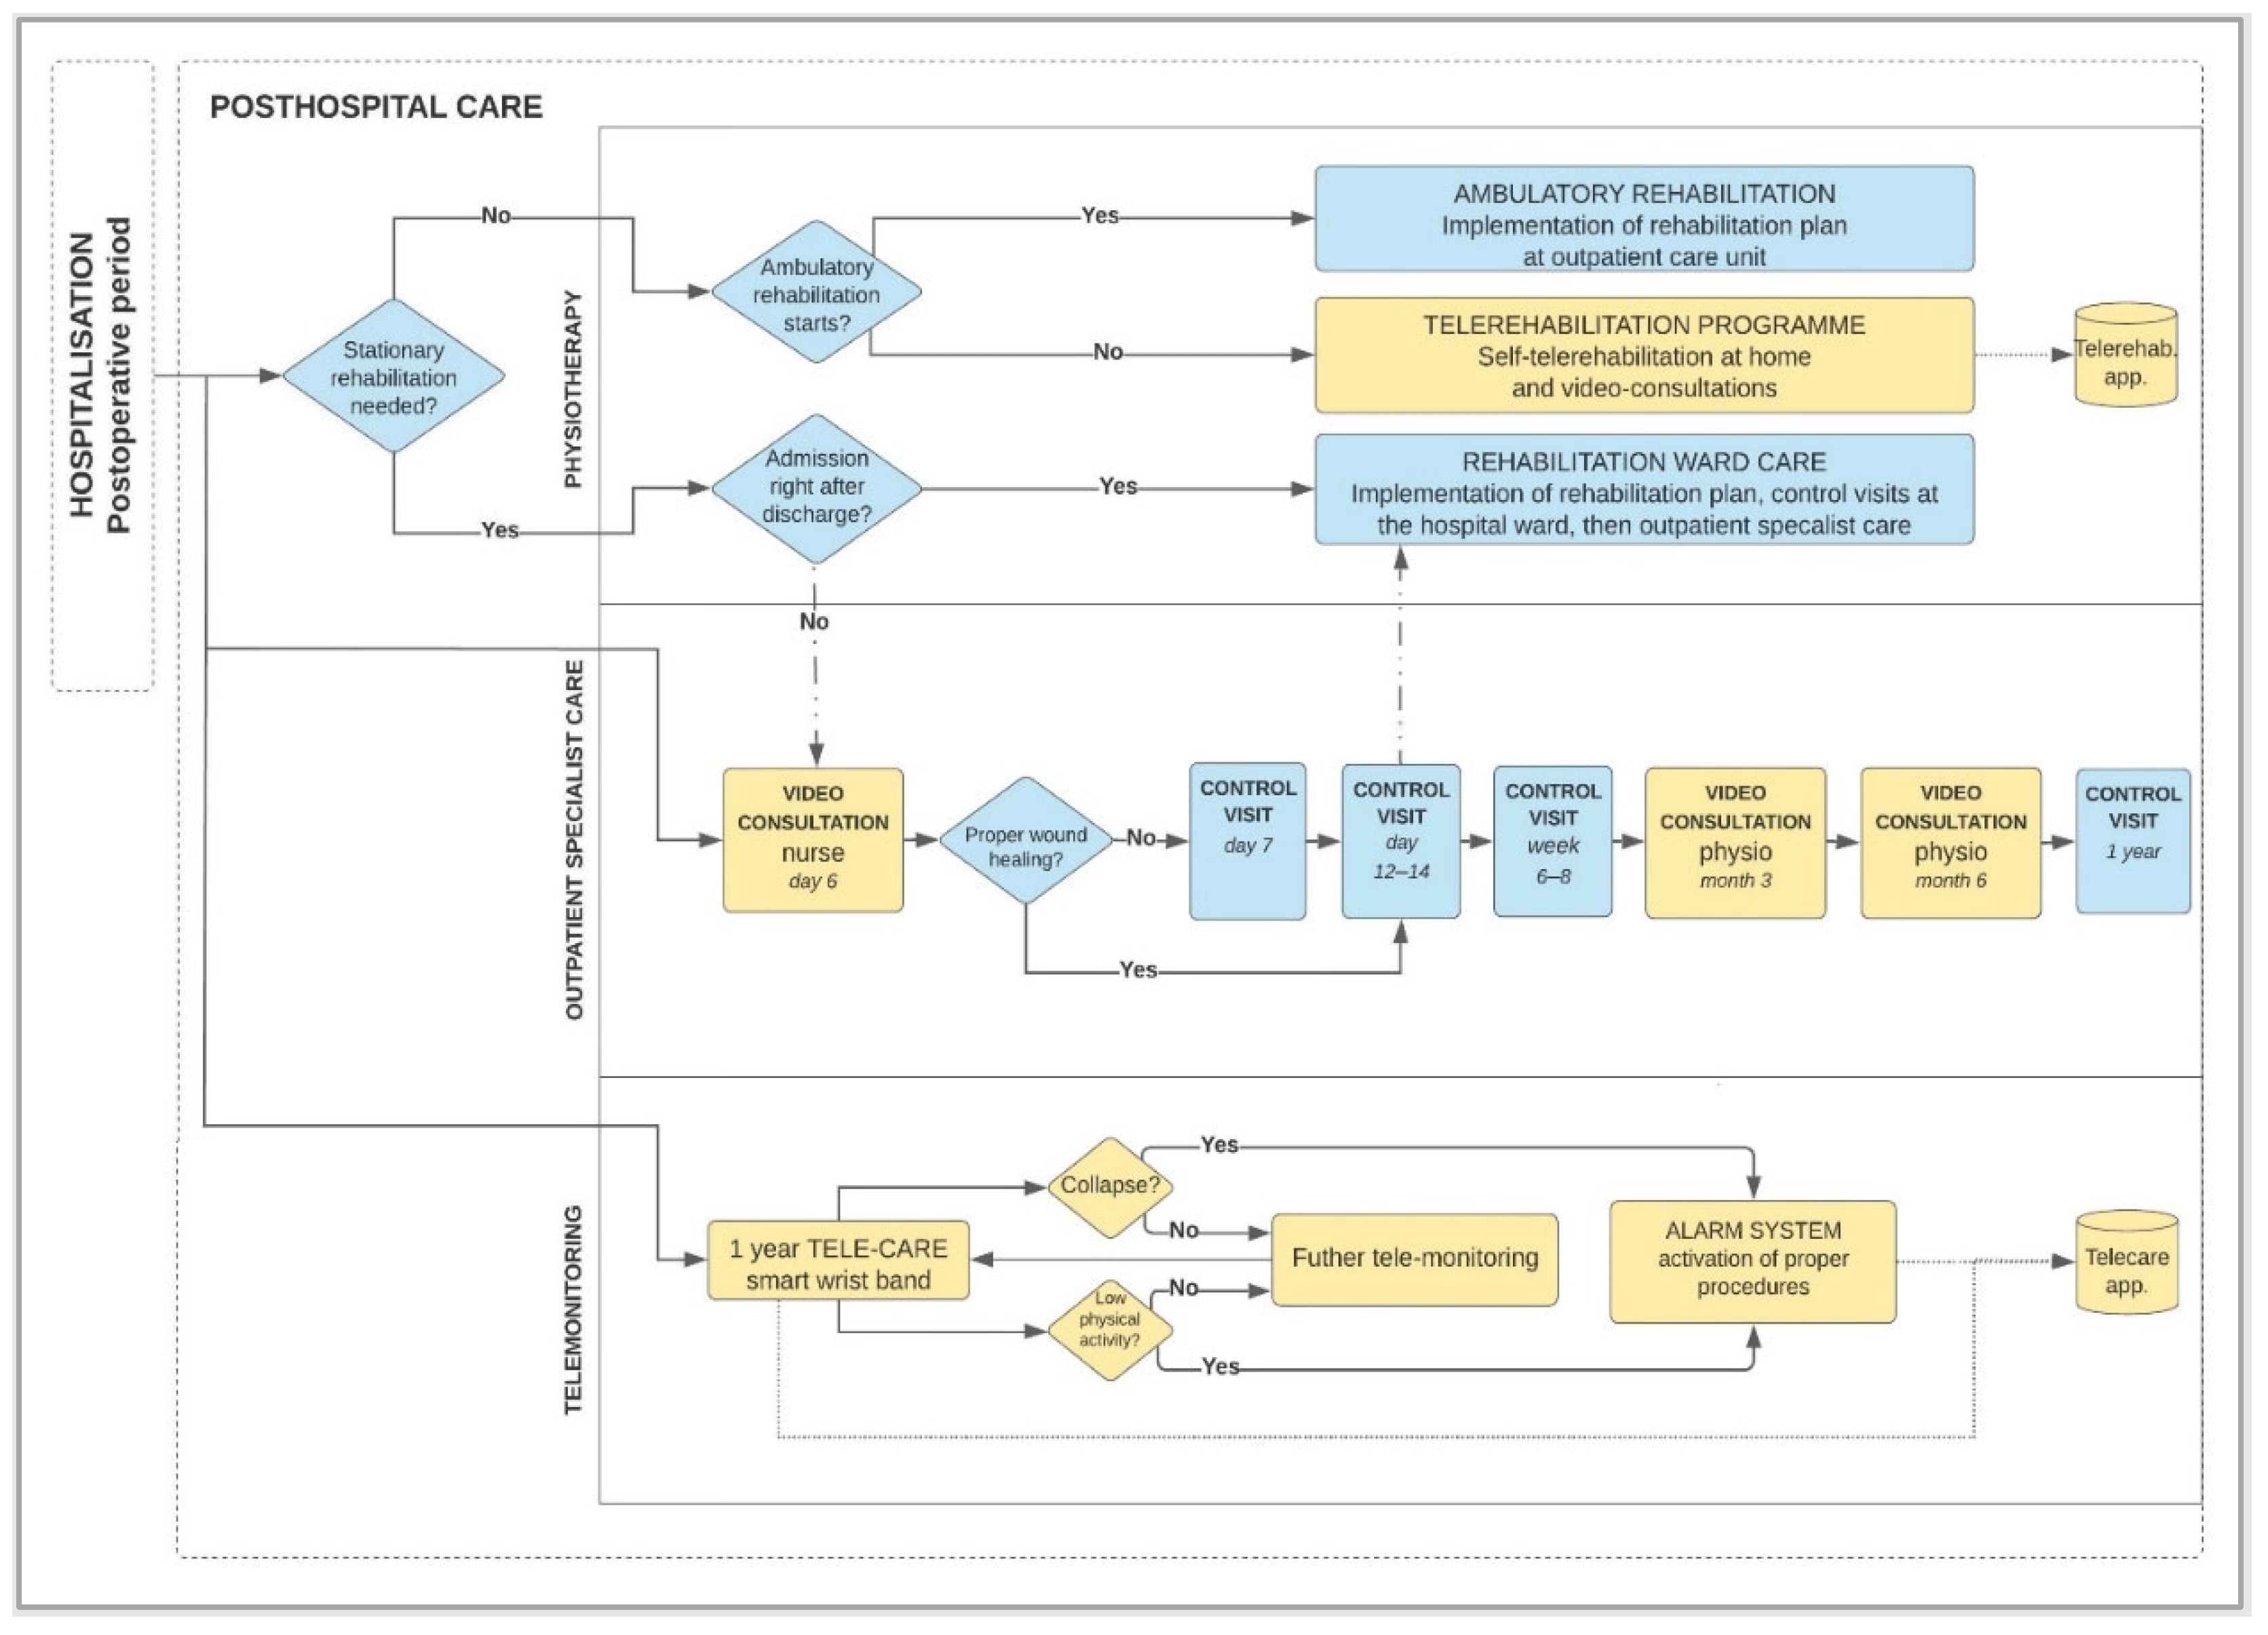 HOSPITALISATION
Postoperative period
POSTHOSPITAL CARE
PHYSIOTHERAPY
Stationary
rehabilitation
needed?
No
Yes
Ambulatory
rehabilitation
starts?
Yes
No
AMBULATORY REHABILITATION
Implementation of rehabilitation plan
at outpatient care unit
TELEREHABILITATION PROGRAMME
Self-telerehabilitation at home
and video-consultations
Telerehab.
app.
Admission
right after
discharge?
Yes
No
REHABILITATION WARD CARE
Implementation of rehabilitation plan, control visits at
the hospital ward, then outpatient specalist care
OUTPATIENT SPECIALIST CARE
VIDEO
CONSULTATION
nurse
day 6
Proper wound
healing?
No
Yes
CONTROL
VISIT
day 7
CONTROL
VISIT
day
12–14
CONTROL
VISIT
week
6–8
VIDEO
CONSULTATION
physio
month 3
VIDEO
CONSULTATION
physio
month 6
CONTROL
VISIT
1 year
TELEMONITORING
1 year TELE-CARE
smart wrist band
Collapse?
Yes
No
Low
physical
activity?
No
Yes
Futher tele-monitoring
ALARM SYSTEM
activation of proper
procedures
Telecare
app.